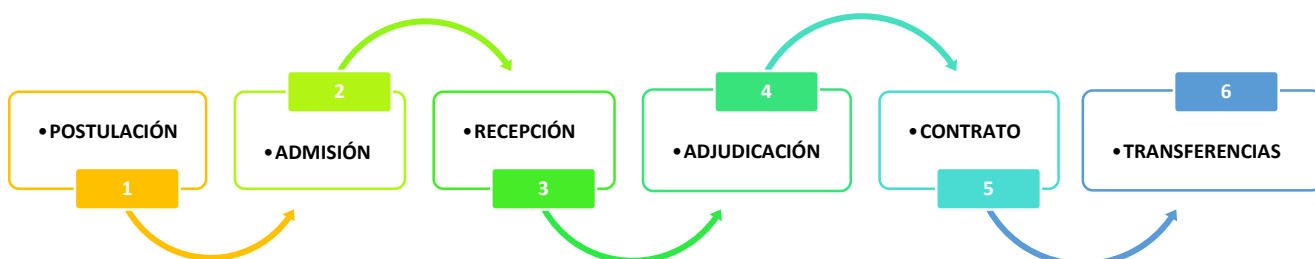 • POSTULACIÓN
1
2
• ADMISIÓN
• RECEPCIÓN
3
4
• ADJUDICACIÓN
• CONTRATO
5
6
• TRANSFERENCIAS